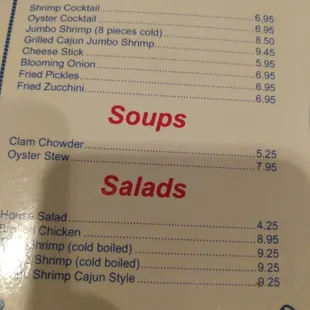 Shrimp Cocktail........6.95
Oyster Cocktail........6.95
Jumbo Shrimp (8 pieces cold)........8.50
Grilled Cajun Jumbo Shrimp........9.45
Cheese Stick........5.95
Blooming Onion........6.95
Fried Pickles........6.95
Fried Zucchini........6.95
Soups
Clam Chowder........5.25
Oyster Stew........7.95
Salads
House Salad........4.25
Chicken........8.95
Shrimp (cold boiled)........9.25
Shrimp (cold boiled)........9.25
Shrimp Cajun Style........9.25